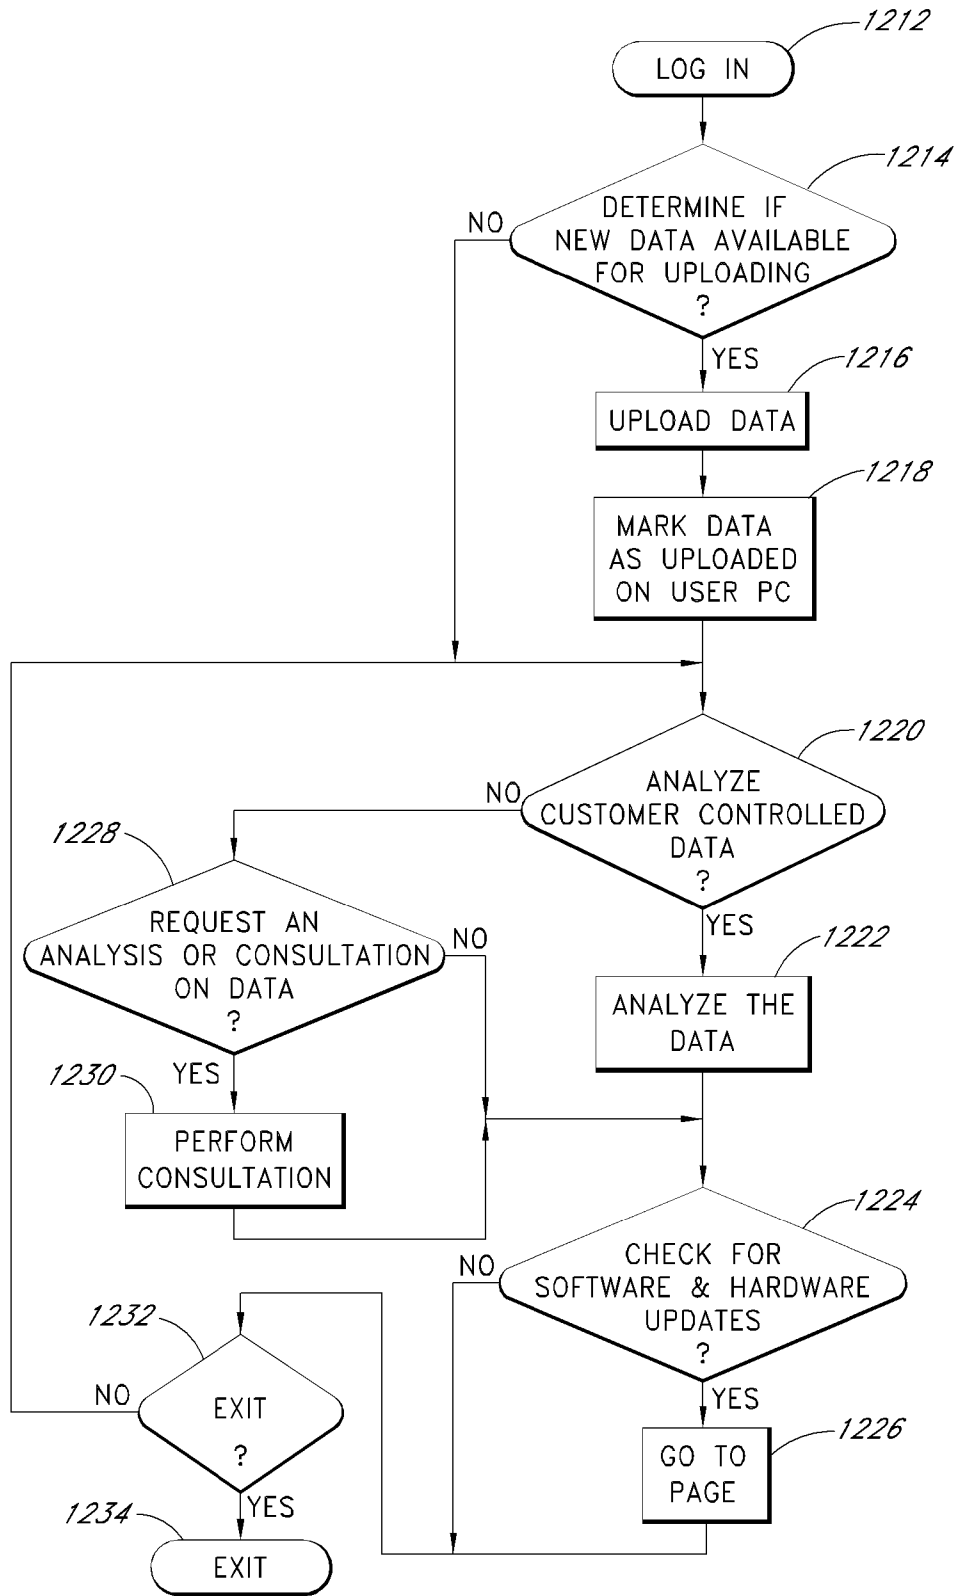 1212
LOG IN
1214
DETERMINE IF
NEW DATA AVAILABLE
FOR UPLOADING
?
NO
YES
1216
UPLOAD DATA
1218
MARK DATA
AS UPLOADED
ON USER PC
1220
ANALYZE
CUSTOMER CONTROLLED
DATA
?
NO
YES
1228
REQUEST AN
ANALYSIS OR CONSULTATION
ON DATA
?
NO
YES
1222
ANALYZE THE
DATA
1230
PERFORM
CONSULTATION
1224
CHECK FOR
SOFTWARE & HARDWARE
UPDATES
?
NO
YES
1226
GO TO
PAGE
1232
EXIT
?
NO
YES
1234
EXIT